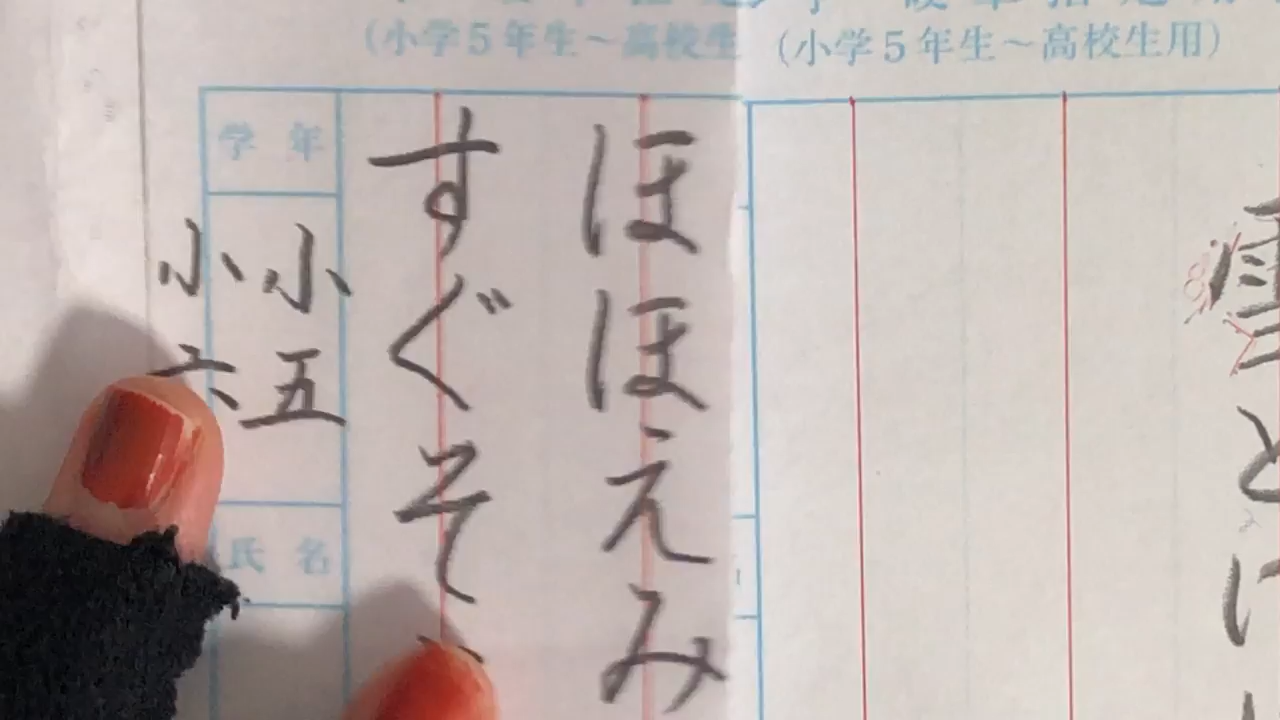 (小学5年生～高校生用)
(小学5年生～高校生
ほほえみ
すぐそ
学年
小五
小六
氏名